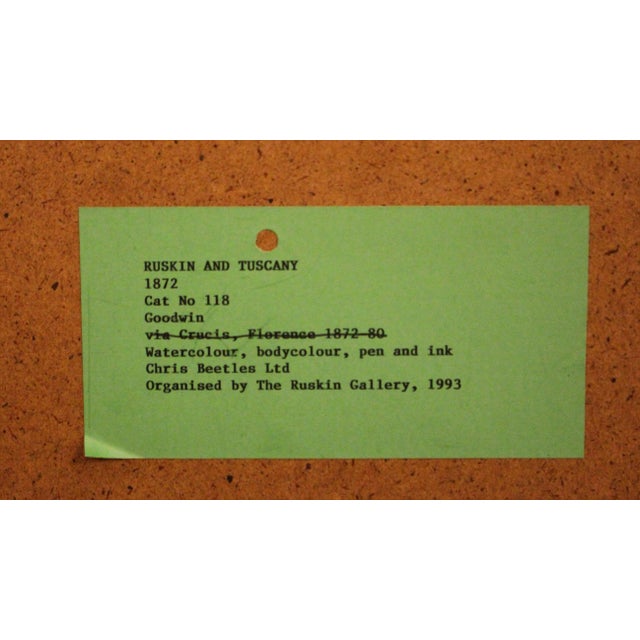 RUSKIN AND TUSCANY
1872
Cat No 118
Goodwin
via Crucis, Florence 1872-80
Watercolour, bodycolour, pen and ink
Chris Beetles Ltd
Organised by The Ruskin Gallery, 1993